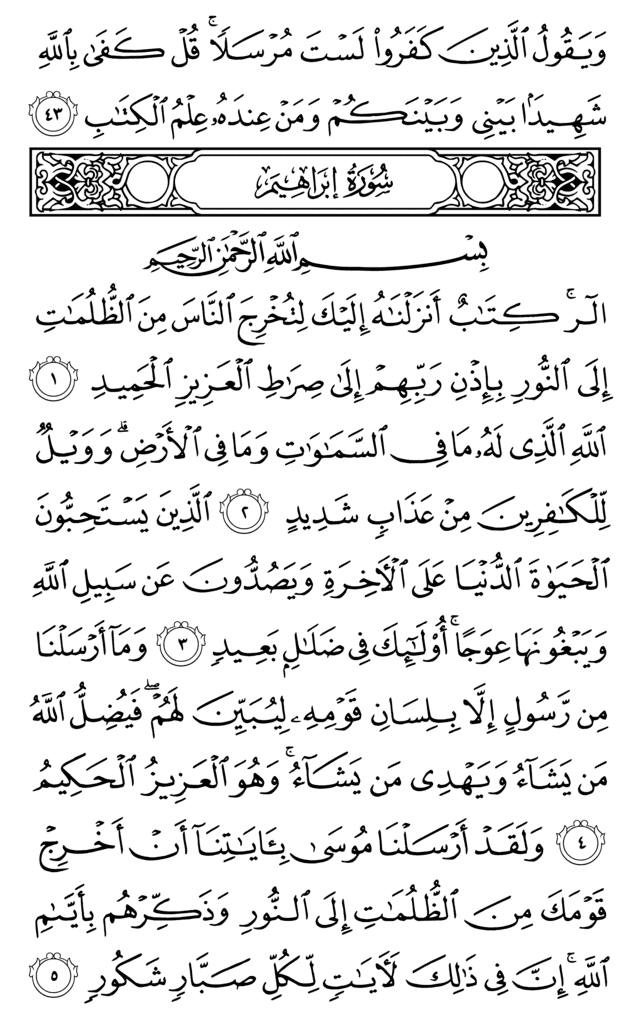 وَيَقُولُ ٱلَّذِينَ كَفَرُوا۟ لَسْتَ مُرْسَلًا ۚ قُلْ كَفَىٰ بِٱللَّهِ
شَهِيدًۢا بَيْنِى وَبَيْنَكُمْ وَمَنْ عِندَهُۥ عِلْمُ ٱلْكِتَٰبِ ٤٣
سُورَةُ إِبْرَاهِيمَ
بِسْمِ ٱللَّهِ ٱلرَّحْمَٰنِ ٱلرَّحِيمِ
الٓر ۚ كِتَٰبٌ أَنزَلْنَٰهُ إِلَيْكَ لِتُخْرِجَ ٱلنَّاسَ مِنَ ٱلظُّلُمَٰتِ
إِلَى ٱلنُّورِ بِإِذْنِ رَبِّهِمْ إِلَىٰ صِرَٰطِ ٱلْعَزِيزِ ٱلْحَمِيدِ ١
ٱللَّهِ ٱلَّذِى لَهُۥ مَا فِى ٱلسَّمَٰوَٰتِ وَمَا فِى ٱلْأَرْضِ ۗ وَوَيْلٌ
لِّلْكَٰفِرِينَ مِنْ عَذَابٍ شَدِيدٍ ٢ ٱلَّذِينَ يَسْتَحِبُّونَ
ٱلْحَيَوٰةَ ٱلدُّنْيَا عَلَى ٱلْءَاخِرَةِ وَيَصُدُّونَ عَن سَبِيلِ ٱللَّهِ
وَيَبْغُونَهَا عِوَجًا ۚ أُو۟لَٰٓئِكَ فِى ضَلَٰلٍۭ بَعِيدٍ ٣ وَمَآ أَرْسَلْنَا
مِن رَّسُولٍ إِلَّا بِلِسَانِ قَوْمِهِۦ لِيُبَيِّنَ لَهُمْ ۖ فَيُضِلُّ ٱللَّهُ
مَن يَشَآءُ وَيَهْدِى مَن يَشَآءُ ۚ وَهُوَ ٱلْعَزِيزُ ٱلْحَكِيمُ
٤ وَلَقَدْ أَرْسَلْنَا مُوسَىٰ بِـَٔايَٰتِنَآ أَنْ أَخْرِجْ
قَوْمَكَ مِنَ ٱلظُّلُمَٰتِ إِلَى ٱلنُّورِ وَذَكِّرْهُم بِأَيَّىٰمِ
ٱللَّهِ ۚ إِنَّ فِى ذَٰلِكَ لَءَايَٰتٍ لِّكُلِّ صَبَّارٍ شَكُورٍ ٥